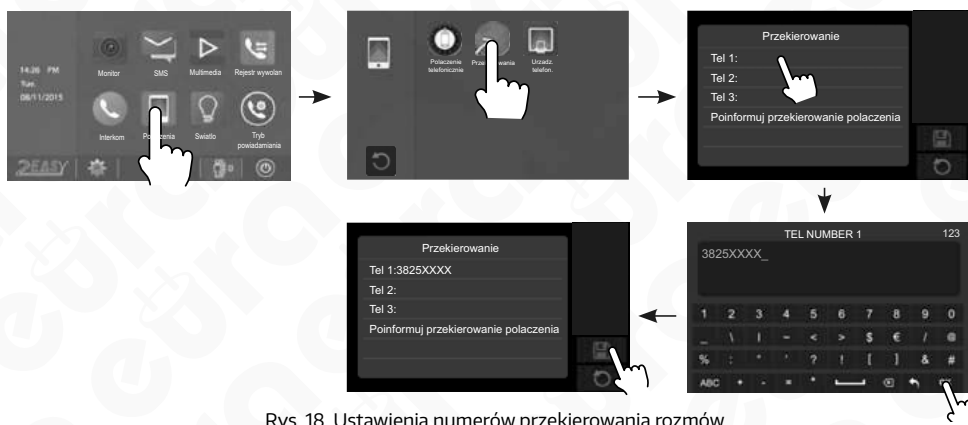 14:26 PM
Tue.
08/11/2015
Monitor
SMS
Multimedia
Rejestr wywolan
Interkom
Swiatlo
Tryb
powiadamiania
2EASY
Polaczenie
telefonicznie
Urzadz.
telefon.
Przekierowanie
Tel 1:
Tel 2:
Tel 3:
Poinformuj przekierowanie polaczenia
TEL NUMBER 1 123
3825XXXX_
1 2 3 4 5 6 7 8 9 0
_ \ | ~ < > $ € / @
% : " ' ? ! [ ] & #
ABC + - = *
Przekierowanie
Tel 1:3825XXXX
Tel 2:
Tel 3:
Poinformuj przekierowanie polaczenia
Rys. 18. Ustawienia numerów przekierowania rozmów